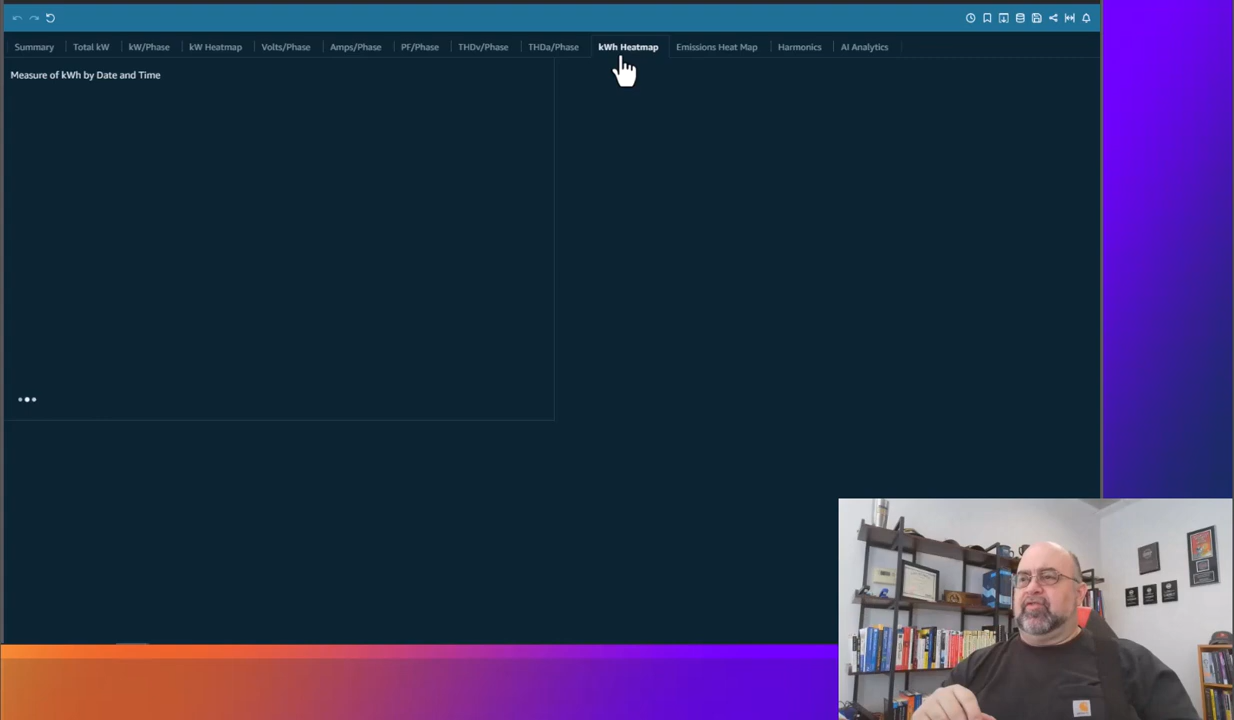 Summary Total kW kW/Phase kW Heatmap Volts/Phase Amps/Phase PF/Phase THDv/Phase THDa/Phase kWh Heatmap Emissions Heat Map Harmonics AI Analytics
Measure of kWh by Date and Time